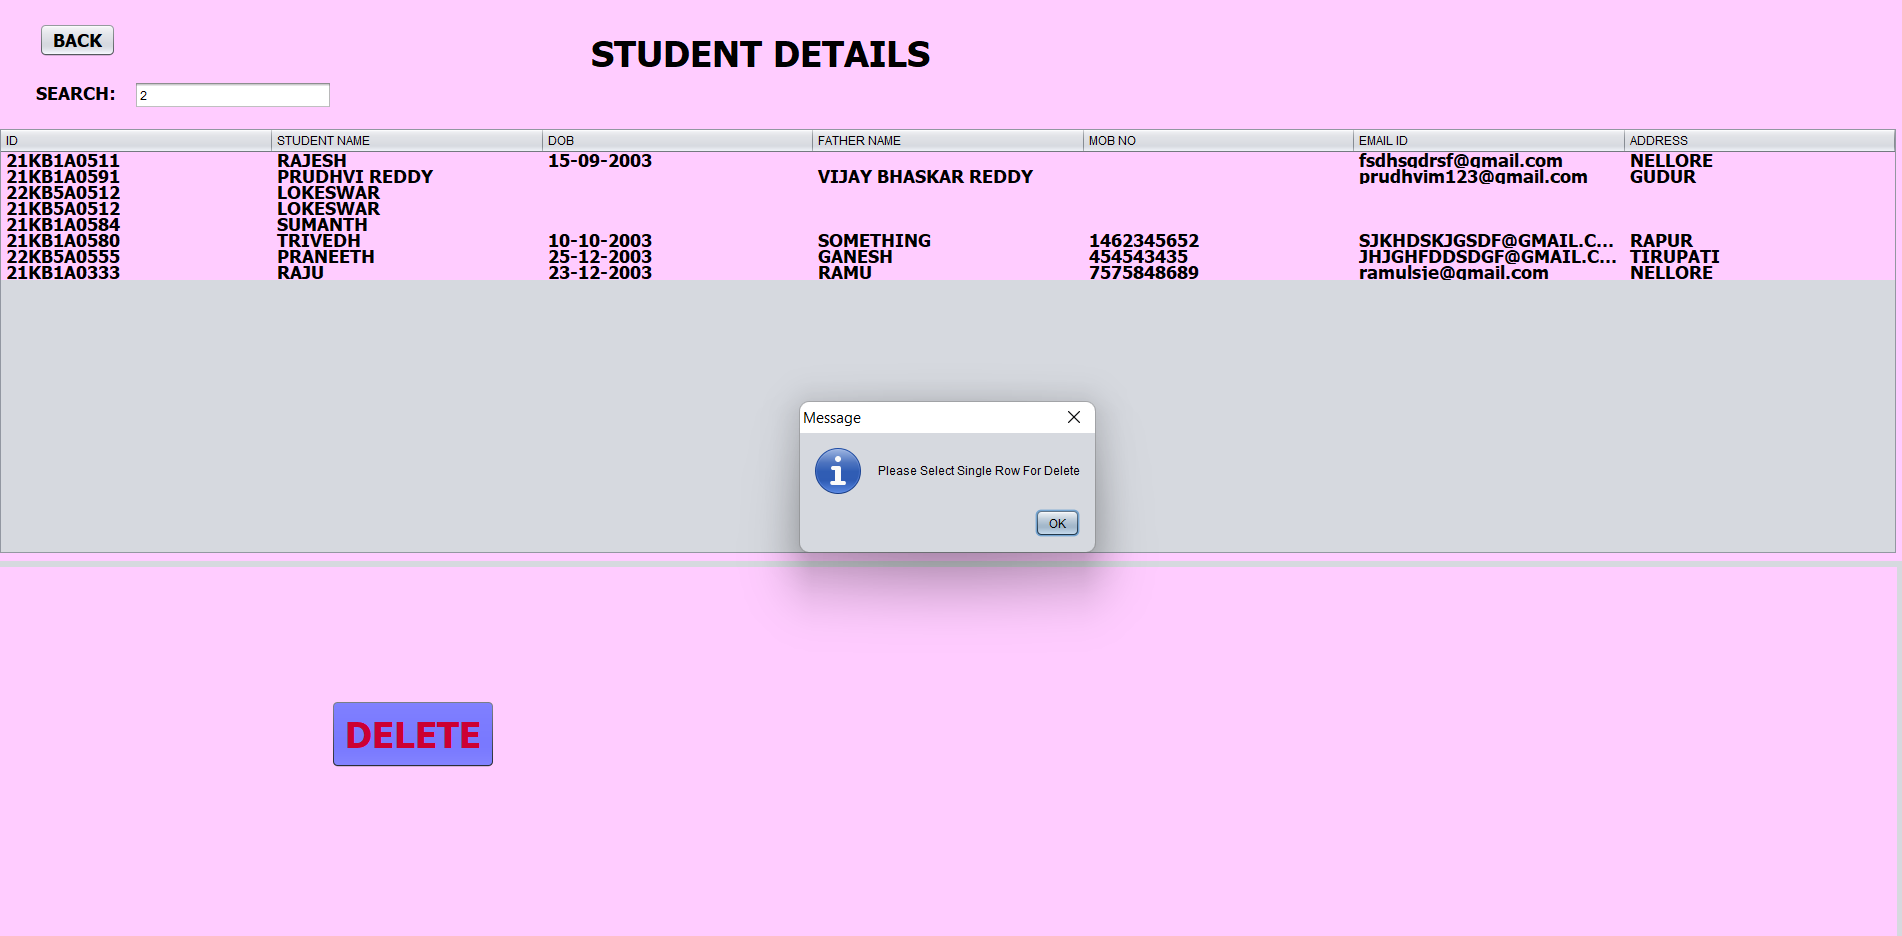 BACK
STUDENT DETAILS
SEARCH: 2
ID STUDENT NAME DOB FATHER NAME MOB NO EMAIL ID ADDRESS
21KB1A0511 RAJESH 15-09-2003 fsdhsgdrsf@gmail.com NELLORE
21KB1A0591 PRUDHVI REDDY VIJAY BHASKAR REDDY prudhvim123@gmail.com GUDUR
22KB5A0512 LOKESWAR
22KB5A0512 LOKESWAR
21KB1A0584 SUMANTH
21KB1A0580 TRIVEDH 10-10-2003 SOMETHING 1462345652 SJKHDSKJGSDF@GMAIL.C... RAPUR
22KB5A0555 PRANEETH 25-12-2003 GANESH 454543435 JHJGHFDDSDGF@GMAIL.C... TIRUPATI
21KB1A0333 RAJU 23-12-2003 RAMU 7575848689 ramulsje@gmail.com NELLORE
Message
Please Select Single Row For Delete
OK
DELETE